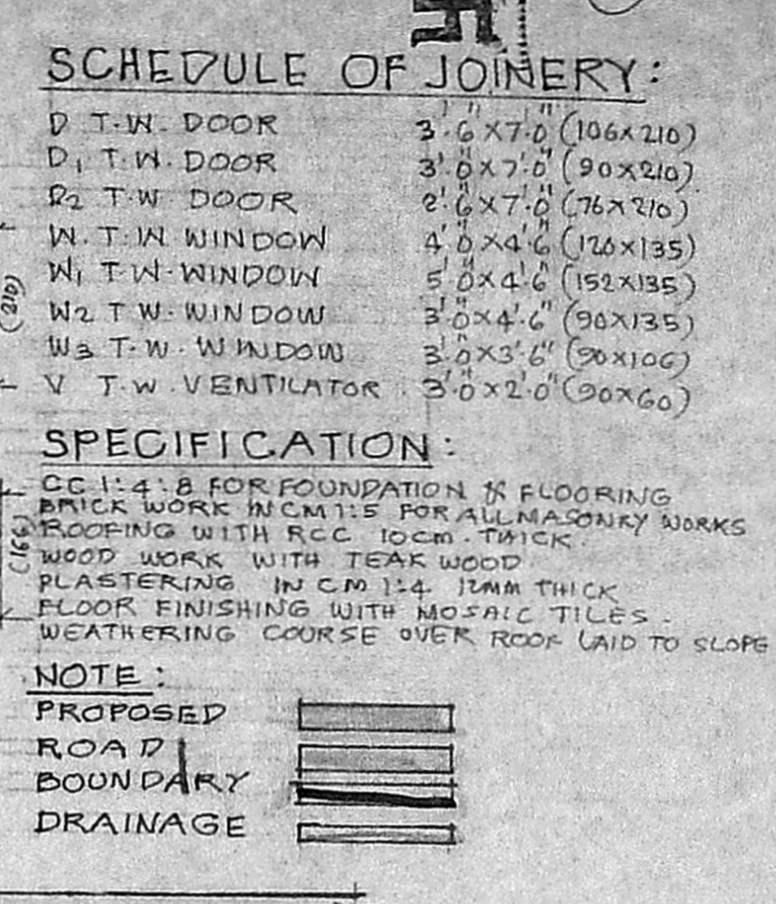 SCHEDULE OF JOINERY:
D T.W. DOOR 3'.6"X7'.0" (106X210)
D1 T.W. DOOR 3'.0"X7'.0" (90X210)
D2 T.W DOOR 2'.6"X7'.0" (76X210)
W. T.W WINDOW 4'.0"X4'.6" (120X135)
W1 T.W.WINDOW 5'.0"X4'.6" (152X135)
W2 T.W.WINDOW 3'.0"X4'.6" (90X135)
W3 T.W.WINDOW 3'.0"X3'.6" (90X106)
V T.W.VENTILATOR 3'.0"X2'.0" (90X60)
(210)
SPECIFICATION:
CC 1:4:8 FOR FOUNDATION & FLOORING
BRICK WORK IN CM 1:5 FOR ALL MASONRY WORKS
ROOFING WITH RCC 10CM. THICK.
WOOD WORK WITH TEAK WOOD
PLASTERING IN CM 1:4 12MM THICK
FLOOR FINISHING WITH MOSAIC TILES.
WEATHERING COURSE OVER ROOF LAID TO SLOPE
NOTE:
PROPOSED
ROAD
BOUNDARY
DRAINAGE